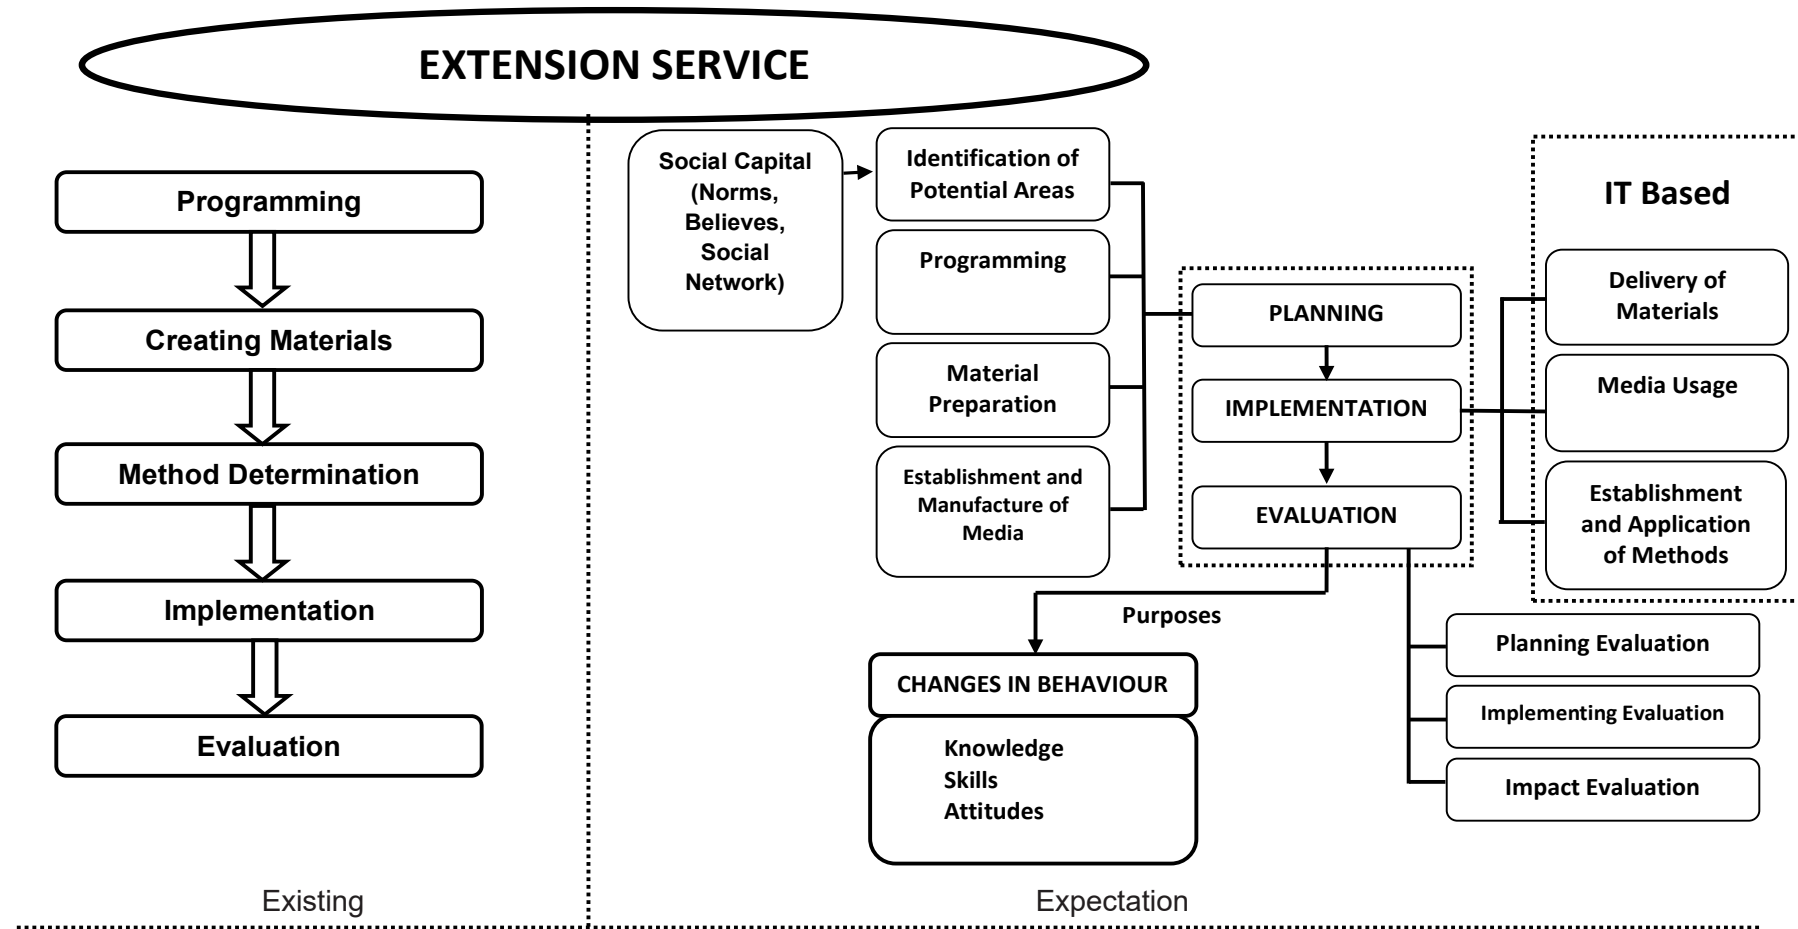 EXTENSION SERVICE
Programming
Creating Materials
Method Determination
Implementation
Evaluation
Existing
Social Capital
(Norms,
Believes,
Social
Network)
Identification of
Potential Areas
Programming
Material
Preparation
Establishment and
Manufacture of
Media
PLANNING
IMPLEMENTATION
EVALUATION
IT Based
Delivery of
Materials
Media Usage
Establishment
and Application
of Methods
Purposes
CHANGES IN BEHAVIOUR
Knowledge
Skills
Attitudes
Planning Evaluation
Implementing Evaluation
Impact Evaluation
Expectation